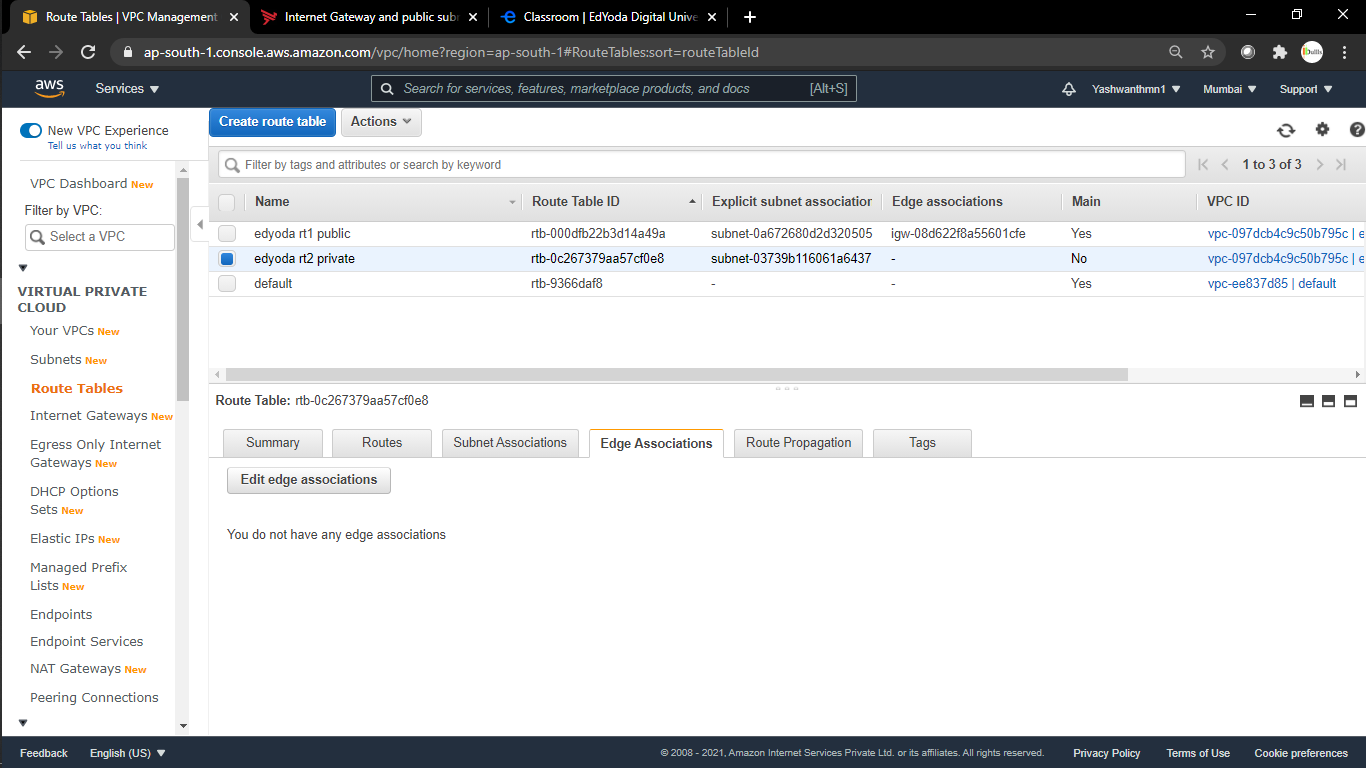 Route Tables | VPC Management
Internet Gateway and public sub
Classroom | EdYoda Digital Unive
ap-south-1.console.aws.amazon.com/vpc/home?region=ap-south-1#RouteTables:sort=routeTableId
aws
Services
Search for services, features, marketplace products, and docs
[Alt+S]
Yashwanthmn1
Mumbai
Support
New VPC Experience
Tell us what you think
Create route table
Actions
VPC Dashboard New
Filter by VPC:
Select a VPC
VIRTUAL PRIVATE
CLOUD
Your VPCs New
Subnets New
Route Tables
Internet Gateways New
Egress Only Internet
Gateways New
DHCP Options
Sets New
Elastic IPs New
Managed Prefix
Lists New
Endpoints
Endpoint Services
NAT Gateways New
Peering Connections
Filter by tags and attributes or search by keyword
1 to 3 of 3
Name Route Table ID Explicit subnet association Edge associations Main VPC ID
edyoda rt1 public rtb-000dfb22b3d14a49a subnet-0a672680d2d320505 igw-08d622f8a55601cfe Yes vpc-097dcb4c9c50b795c | e
edyoda rt2 private rtb-0c267379aa57cf0e8 subnet-03739b116061a6437 - No vpc-097dcb4c9c50b795c | e
default rtb-9366daf8 - - Yes vpc-ee837d85 | default
Route Table: rtb-0c267379aa57cf0e8
Summary
Routes
Subnet Associations
Edge Associations
Route Propagation
Tags
Edit edge associations
You do not have any edge associations
Feedback
English (US)
© 2008 - 2021, Amazon Internet Services Private Ltd. or its affiliates. All rights reserved.
Privacy Policy
Terms of Use
Cookie preferences